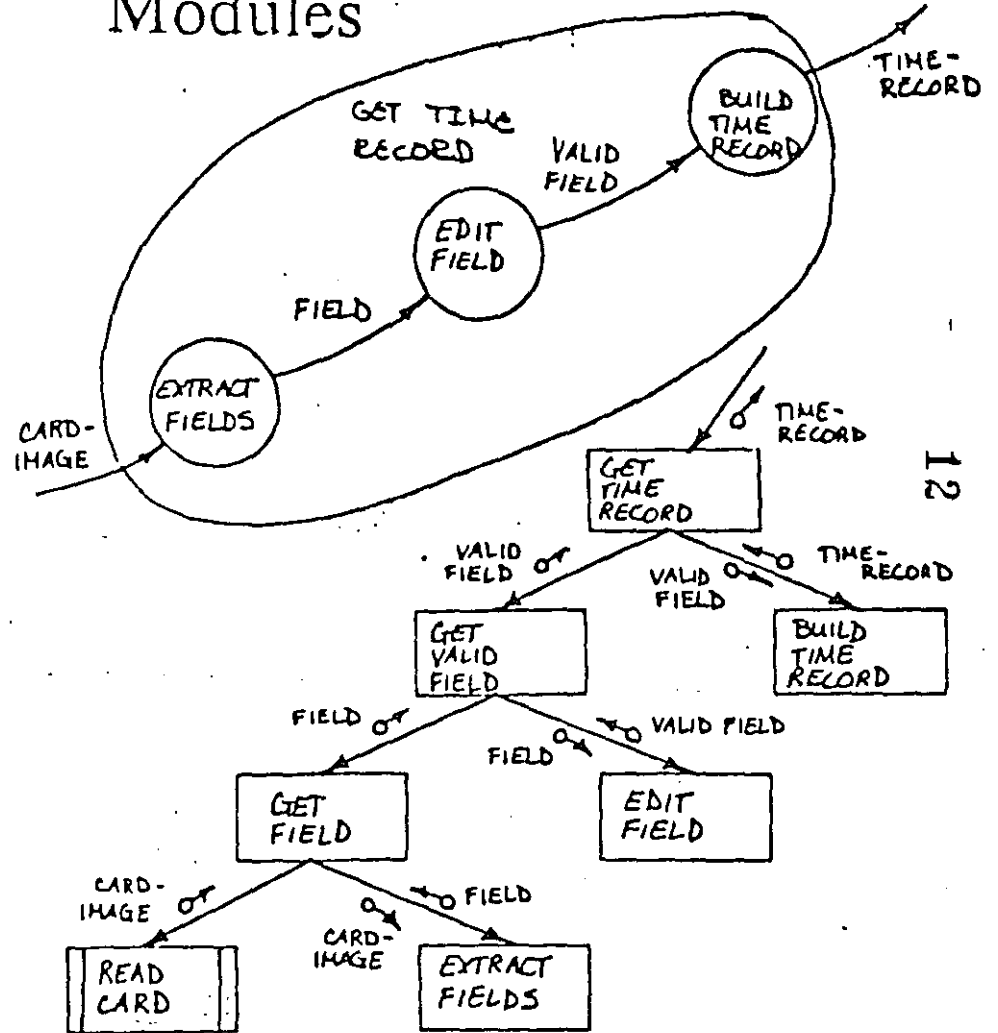 Modules
TIME-
RECORD
BUILD
TIME
RECORD
GET TIME
RECORD
VALID
FIELD
EDIT
FIELD
FIELD
EXTRACT
FIELDS
CARD-
IMAGE
TIME-
RECORD
12
GET
TIME
RECORD
VALID
FIELD
VALID
FIELD
TIME-
RECORD
GET
VALID
FIELD
BUILD
TIME
RECORD
FIELD
FIELD
VALID FIELD
GET
FIELD
EDIT
FIELD
CARD-
IMAGE
CARD-
IMAGE
FIELD
READ
CARD
EXTRACT
FIELDS